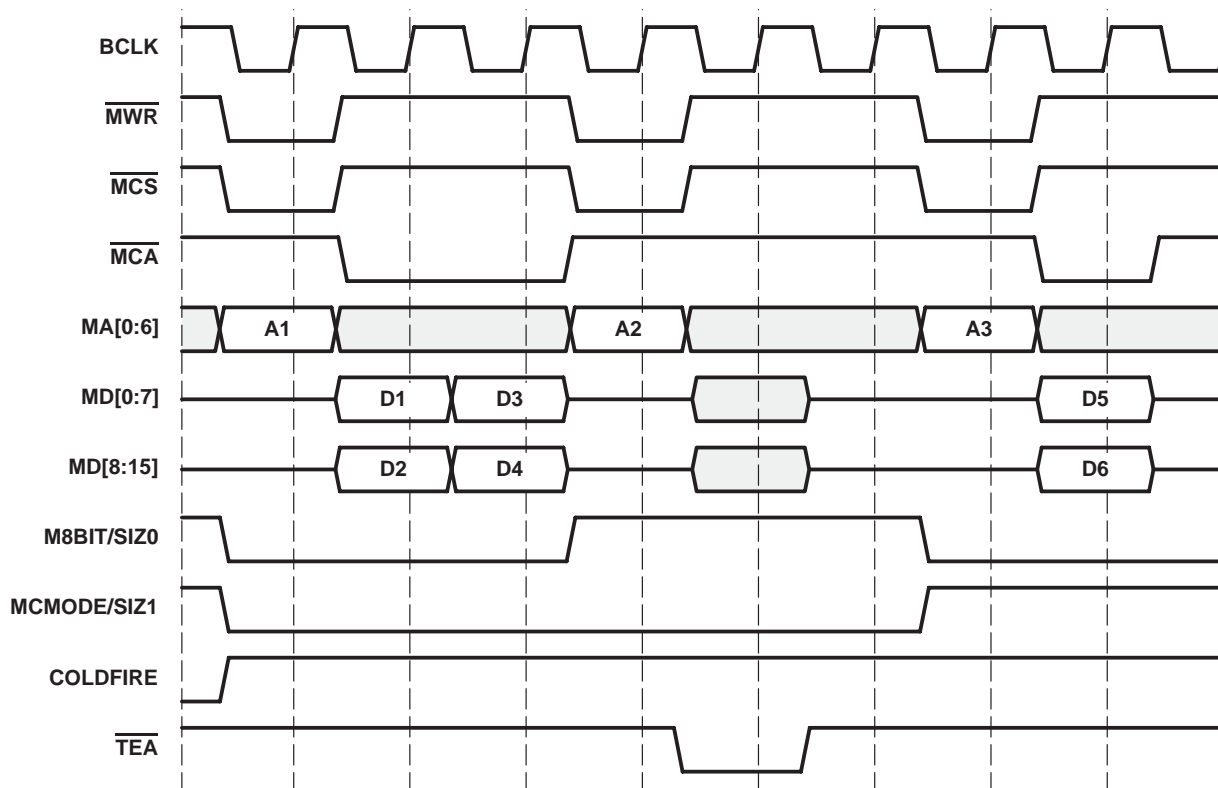 BCLK
MWR
MCS
MCA
MA[0:6] A1 A2 A3
MD[0:7] D1 D3 D5
MD[8:15] D2 D4 D6
M8BIT/SIZ0
MCMODE/SIZ1
COLDFIRE
TEA